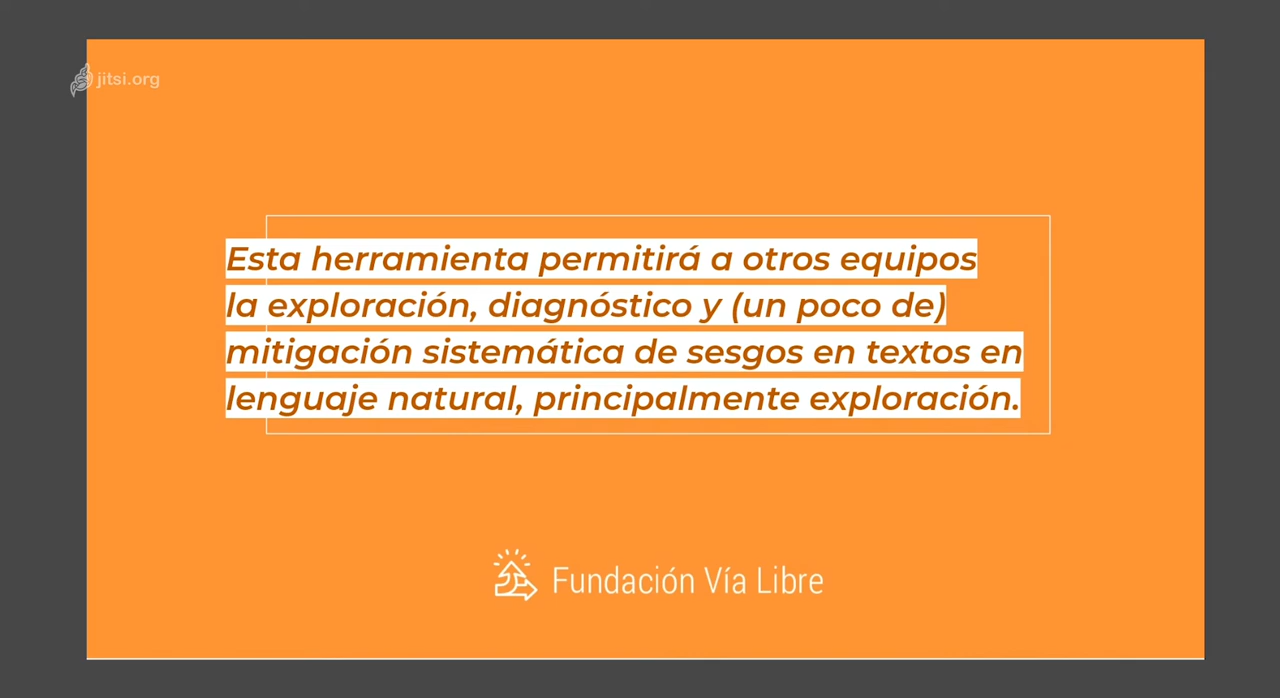 jitsi.org
Esta herramienta permitirá a otros equipos
la exploración, diagnóstico y (un poco de)
mitigación sistemática de sesgos en textos en
lenguaje natural, principalmente exploración.
Fundación Vía Libre